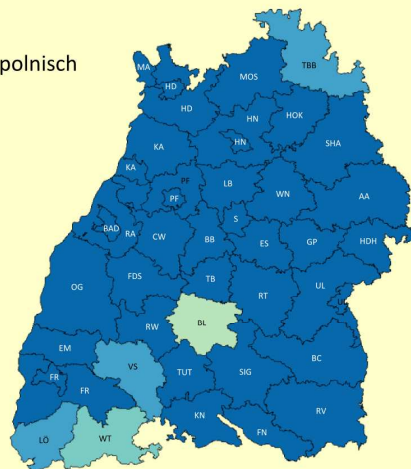 polnisch
MA
TBB
MOS
HD
HD
HN
HOK
KA
HN
SHA
KA
PF
LB
PF
WN
AA
S
BAD
RA
CW
BB
ES
GP
HDH
FDS
TB
OG
RT
UL
BL
RW
EM
VS
BC
FR
TUT
SIG
FR
RV
KN
LÖ
WT
FN